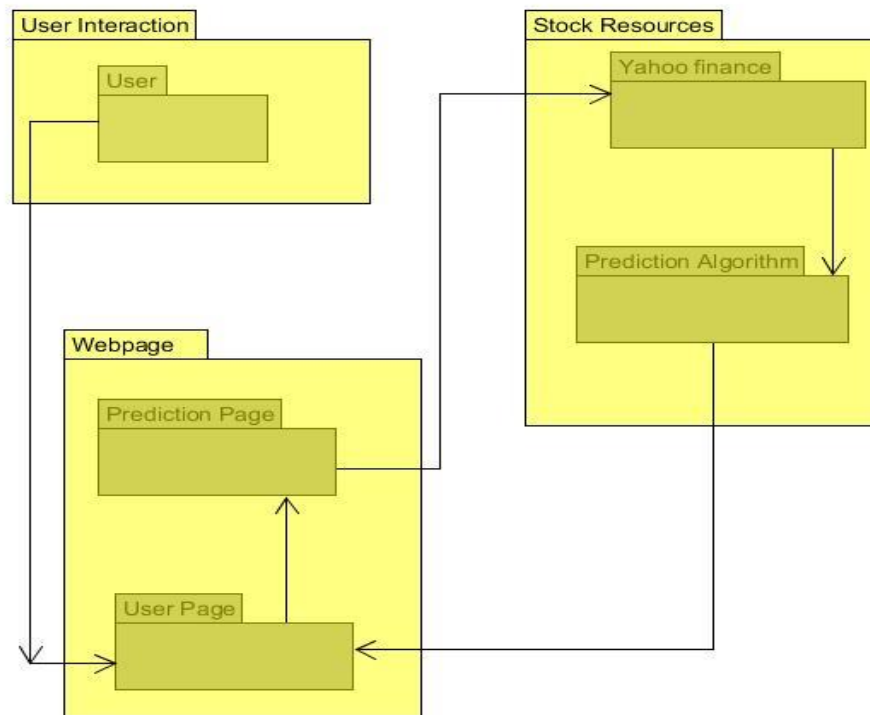 User Interaction
User
Stock Resources
Yahoo finance
Prediction Algorithm
Webpage
Prediction Page
User Page